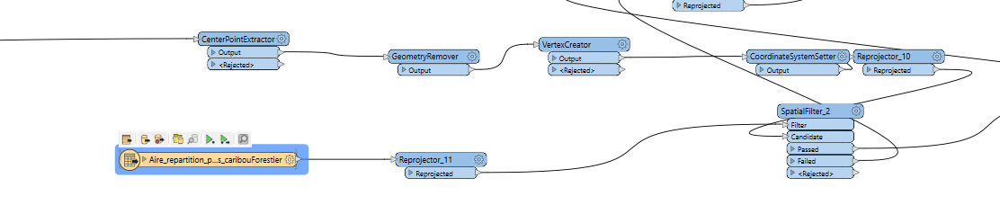 Reprojected
CenterPointExtractor
Output
<Rejected>
GeometryRemover
Output
VertexCreator
Output
<Rejected>
CoordinateSystemSetter
Output
Reprojector_10
Reprojected
SpatialFilter_2
Filter
Candidate
Passed
Failed
<Rejected>
Aire_repartition_p...s_caribouForestier
Reprojector_11
Reprojected